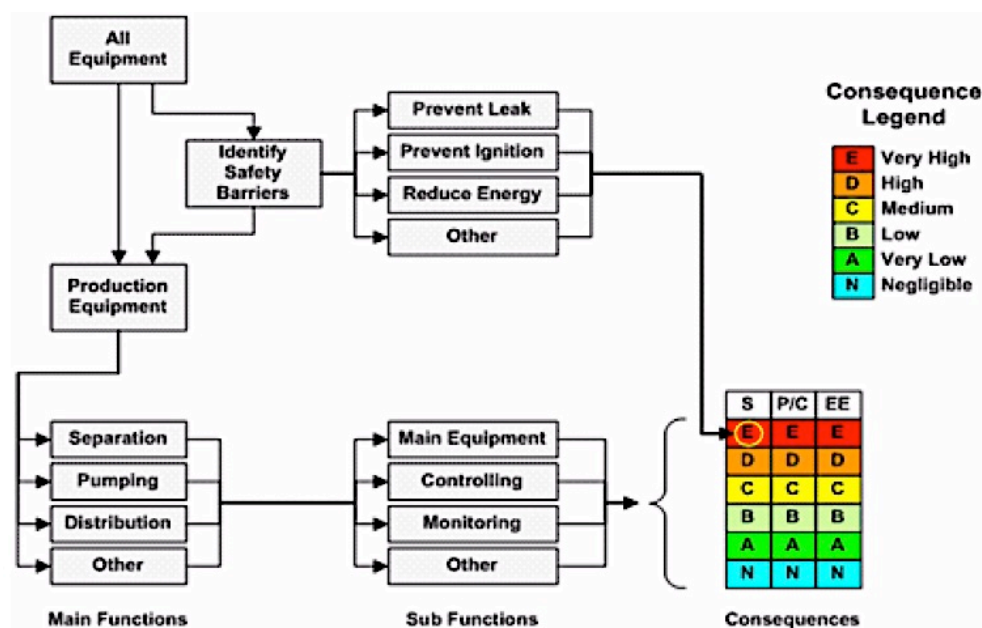 All
Equipment
Identify
Safety
Barriers
Production
Equipment
Prevent Leak
Prevent Ignition
Reduce Energy
Other
Consequence
Legend
E Very High
D High
C Medium
B Low
A Very Low
N Negligible
Separation
Pumping
Distribution
Other
Main Equipment
Controlling
Monitoring
Other
S P/C EE
E E E
D D D
C C C
B B B
A A A
N N N
Main Functions
Sub Functions
Consequences